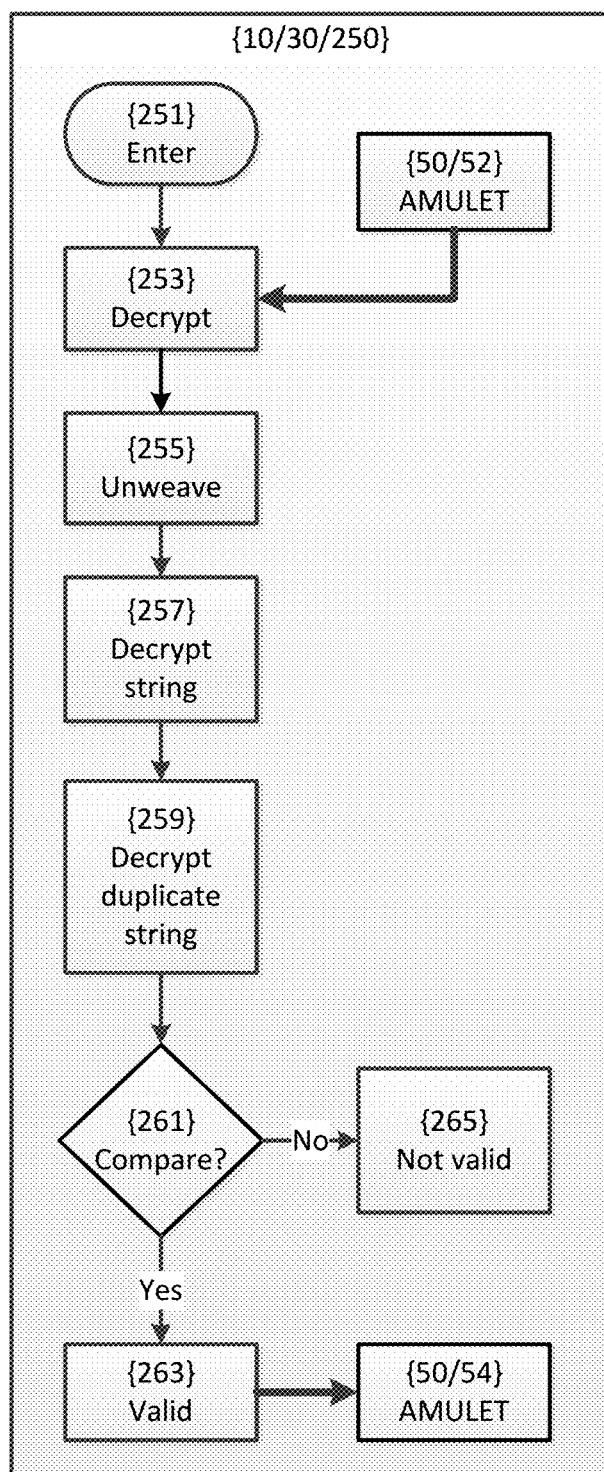 {10/30/250}
{251}
Enter
{50/52}
AMULET
{253}
Decrypt
{255}
Unweave
{257}
Decrypt
string
{259}
Decrypt
duplicate
string
{261}
Compare?
No
{265}
Not valid
Yes
{263}
Valid
{50/54}
AMULET